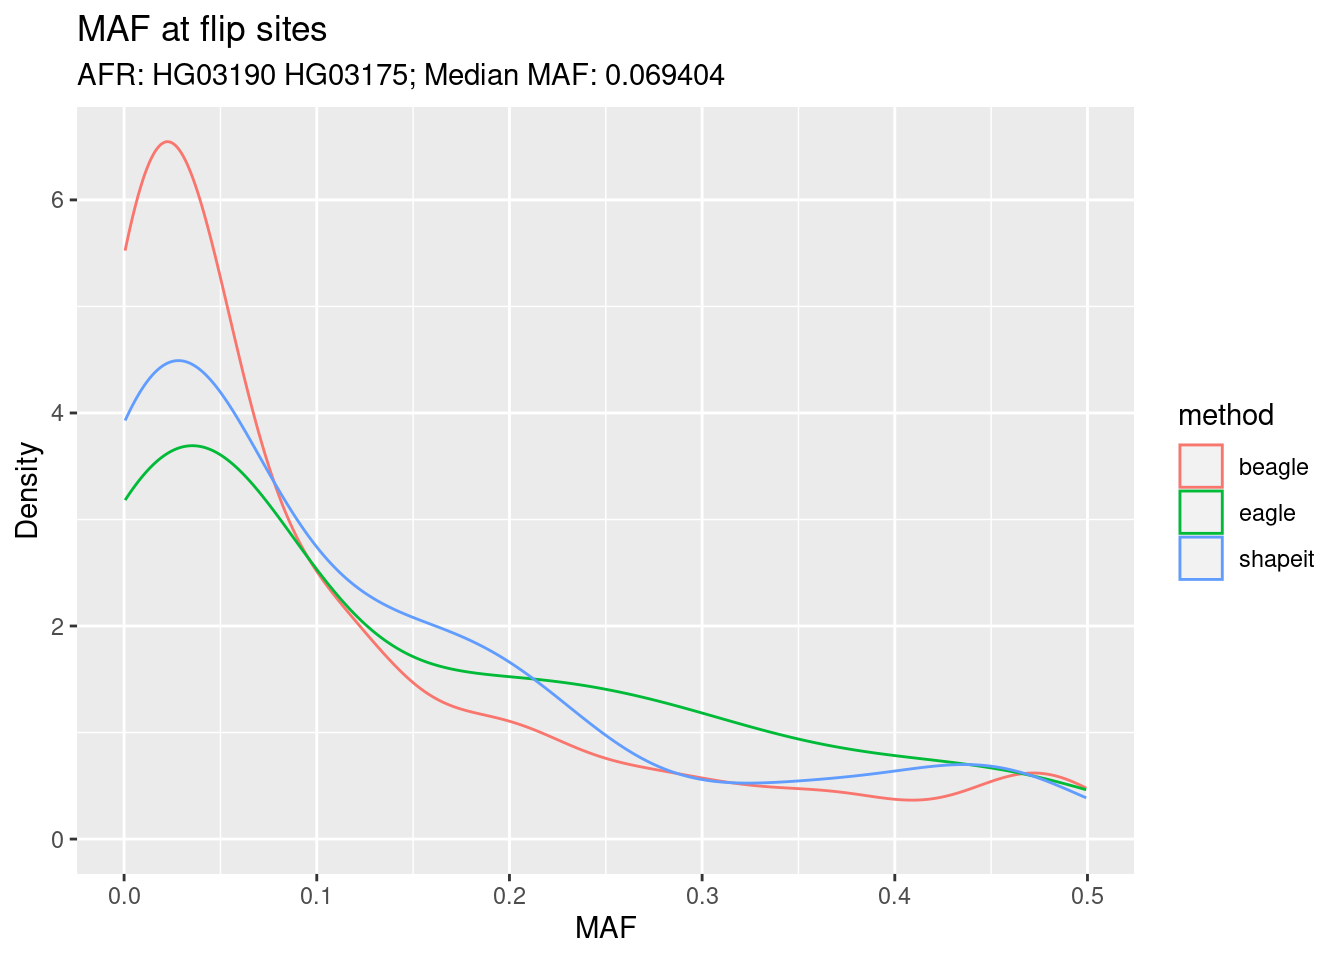 MAF at flip sites
AFR: HG03190 HG03175; Median MAF: 0.069404
Density
6
4
2
0
0.0 0.1 0.2 0.3 0.4 0.5
MAF
method
beagle
eagle
shapeit